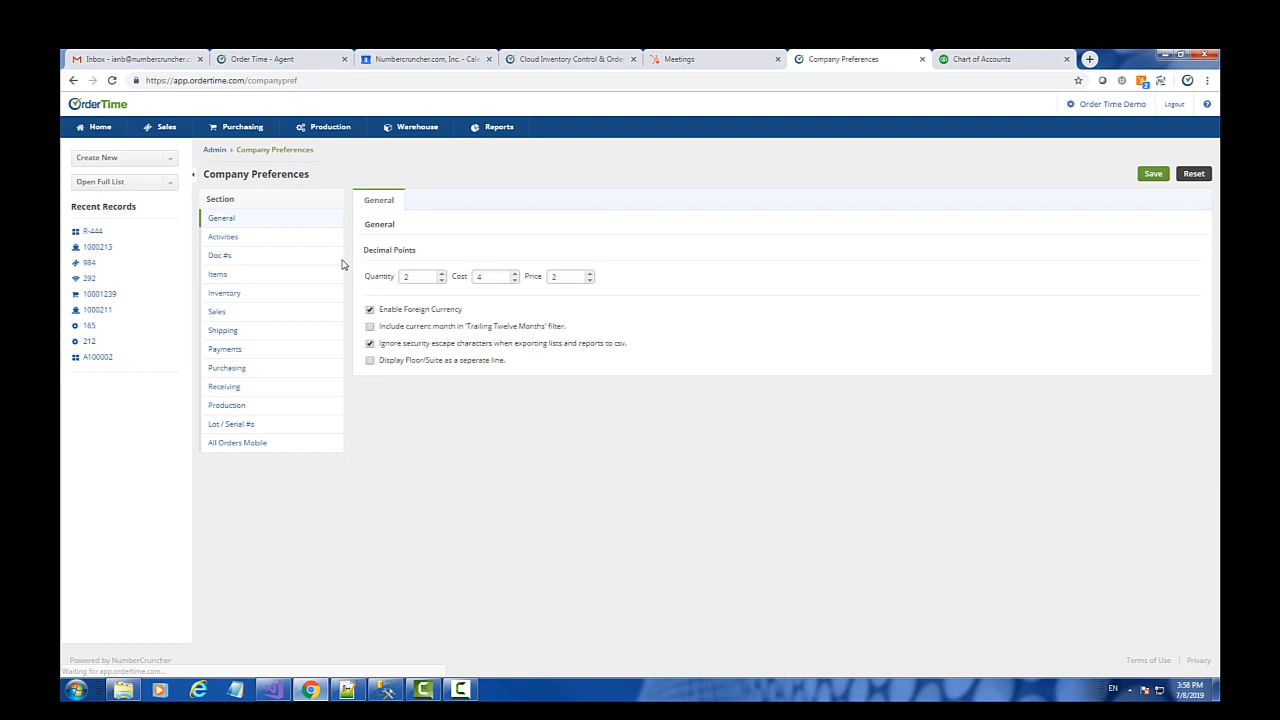 Inbox - ianb@numbercruncher.c
Order Time - Agent
Numbercruncher.com, Inc. - Cale
Cloud Inventory Control & Order
Meetings
Company Preferences
Chart of Accounts
https://app.ordertime.com/companypref
OrderTime
Order Time Demo
Logout
Home
Sales
Purchasing
Production
Warehouse
Reports
Create New
Open Full List
Recent Records
R-444
1000213
984
292
10001239
1000211
165
212
A100002
Admin
Company Preferences
Company Preferences
Save
Reset
Section
General
Activities
Doc #s
Items
Inventory
Sales
Shipping
Payments
Purchasing
Receiving
Production
Lot / Serial #s
All Orders Mobile
General
General
Decimal Points
Quantity 2 Cost 4 Price 2
Enable Foreign Currency
Include current month in 'Trailing Twelve Months' filter.
Ignore security escape characters when exporting lists and reports to csv.
Display Floor/Suite as a seperate line.
Powered by NumberCruncher
Terms of Use
Privacy
Waiting for app.ordertime.com...
EN
3:58 PM
7/8/2019